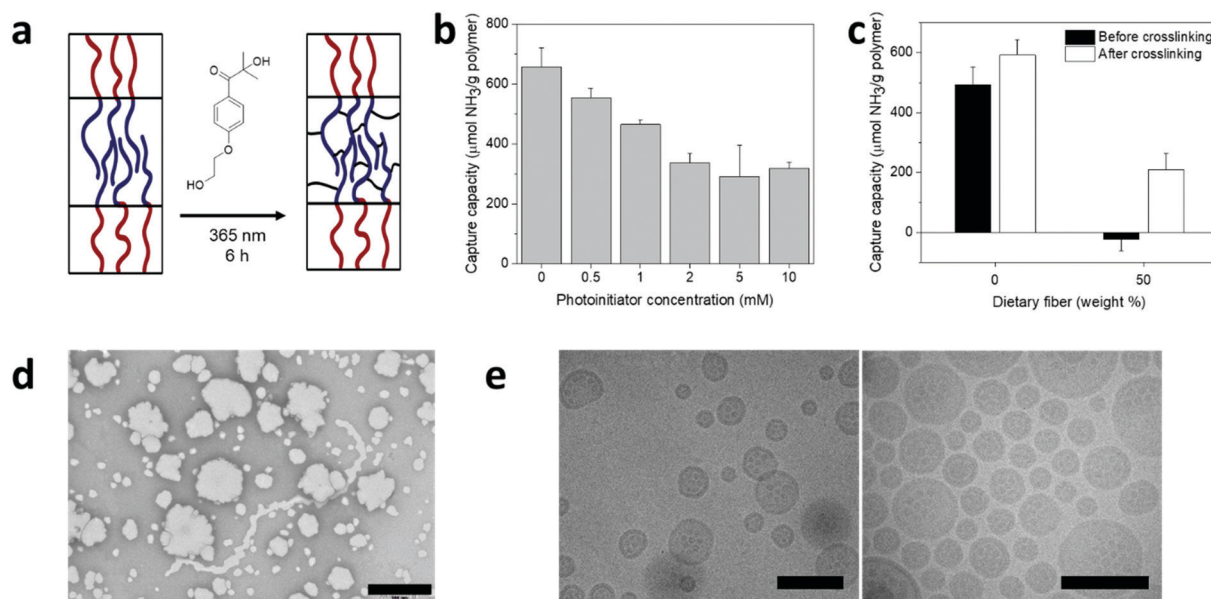 a
OH
O
O
HO
365 nm
6 h
b
Capture capacity (μmol NH3/g polymer)
800
600
400
200
0
0 0.5 1 2 5 10
Photoinitiator concentration (mM)
c
Before crosslinking
After crosslinking
Capture capacity (μmol NH3/g polymer)
600
400
200
0
0 50
Dietary fiber (weight %)
d
e